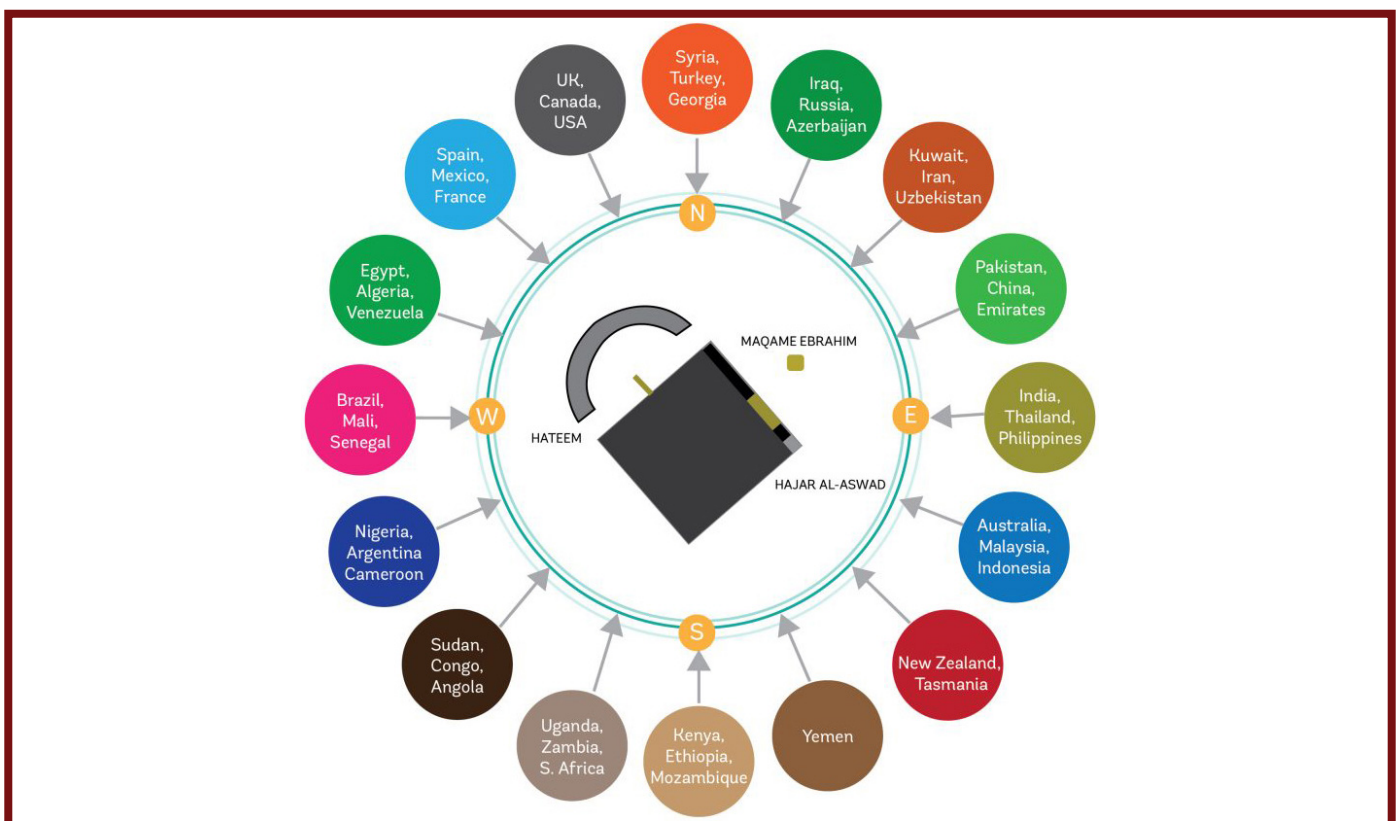 Syria,
Turkey,
Georgia
Iraq,
Russia,
Azerbaijan
Kuwait,
Iran,
Uzbekistan
Pakistan,
China,
Emirates
India,
Thailand,
Philippines
Australia,
Malaysia,
Indonesia
New Zealand,
Tasmania
Yemen
Kenya,
Ethiopia,
Mozambique
Uganda,
Zambia,
S. Africa
Sudan,
Congo,
Angola
Nigeria,
Argentina
Cameroon
Brazil,
Mali,
Senegal
Egypt,
Algeria,
Venezuela
Spain,
Mexico,
France
UK,
Canada,
USA
N
E
S
W
MAQAME EBRAHIM
HATEEM
HAJAR AL-ASWAD